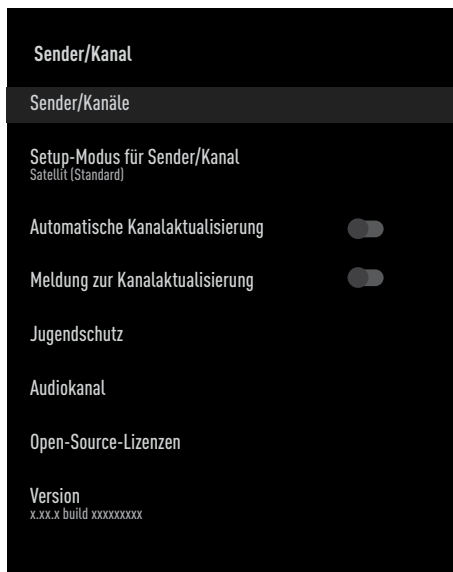 Sender/Kanal
Sender/Kanäle
Setup-Modus für Sender/Kanal
Satellit (Standard)
Automatische Kanalaktualisierung
Meldung zur Kanalaktualisierung
Jugendschutz
Audiokanal
Open-Source-Lizenzen
Version
x.xx.x build xxxxxxxxx